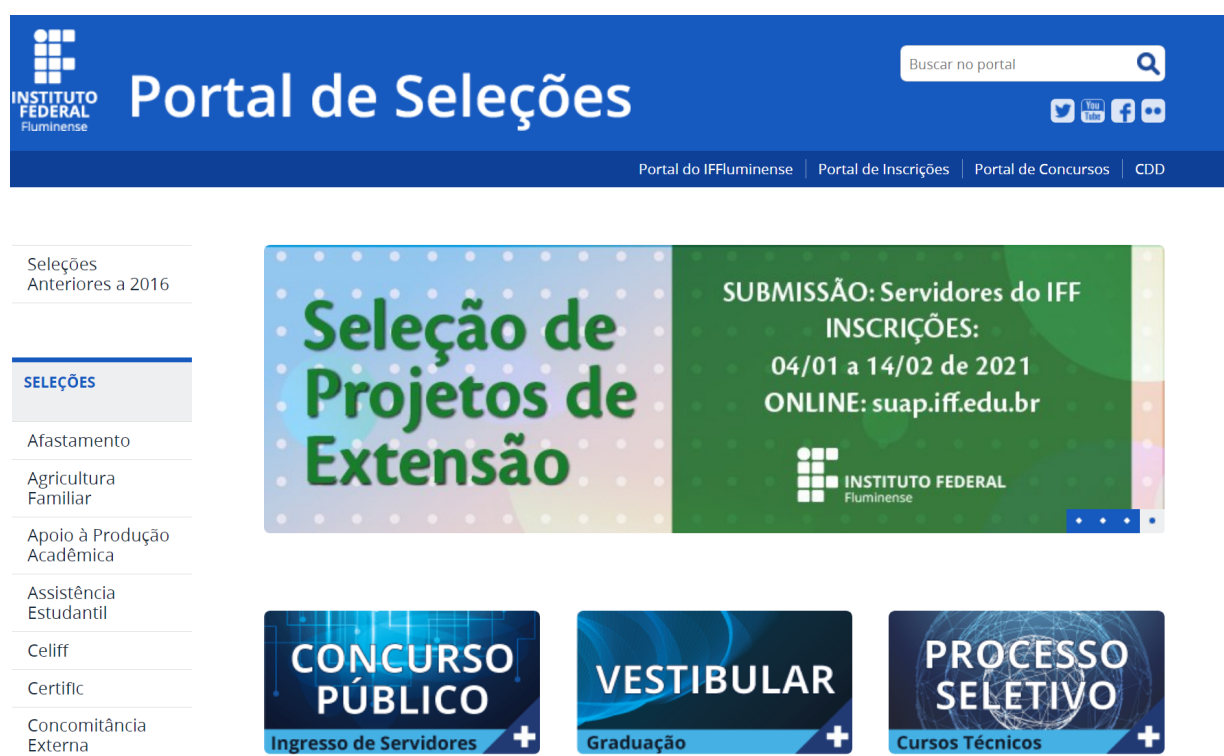 INSTITUTO
FEDERAL
Fluminense
Portal de Seleções
Buscar no portal
You
Tube
Portal do IFFluminense
Portal de Inscrições
Portal de Concursos
CDD
Seleções
Anteriores a 2016
SELEÇÕES
Afastamento
Agricultura
Familiar
Apoio à Produção
Acadêmica
Assistência
Estudantil
Celiff
Certific
Concomitância
Externa
Seleção de
Projetos de
Extensão
SUBMISSÃO: Servidores do IFF
INSCRIÇÕES:
04/01 a 14/02 de 2021
ONLINE: suap.iff.edu.br
INSTITUTO FEDERAL
Fluminense
CONCURSO
PÚBLICO
Ingresso de Servidores
VESTIBULAR
Graduação
PROCESSO
SELETIVO
Cursos Técnicos